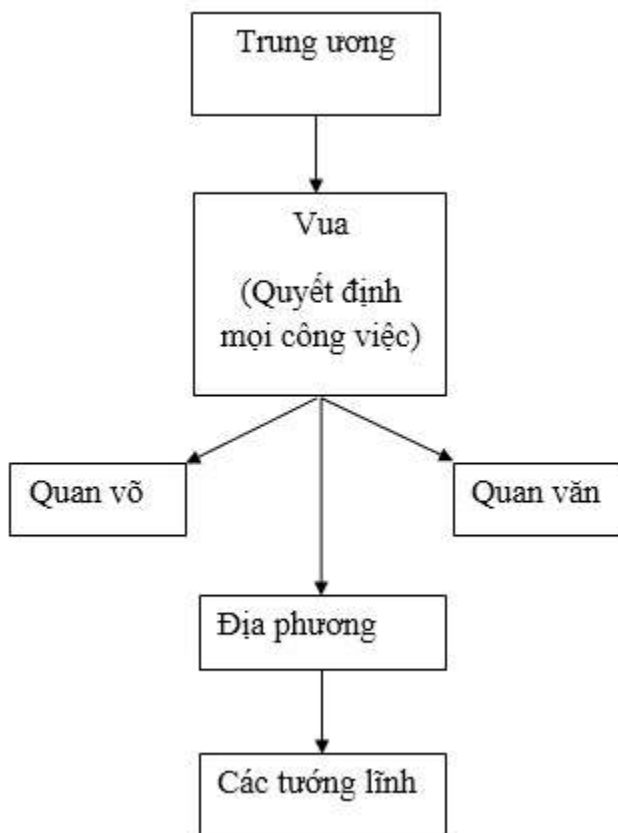 Trung ương
Vua
(Quyết định
mọi công việc)
Quan võ
Quan văn
Địa phương
Các tướng lĩnh